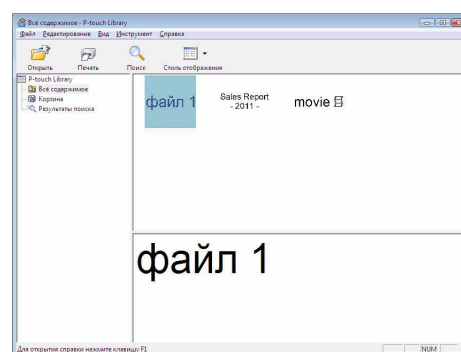 Всё содержимое - P-touch Library
Файл Редактирование Вид Инструмент Справка
Открыть Печать Поиск Стиль отображения
P-touch Library
Всё содержимое
Корзина
Результаты поиска
файл 1
Sales Report
- 2011 -
movie
файл 1
Для открытия справки нажмите клавишу F1
NUM